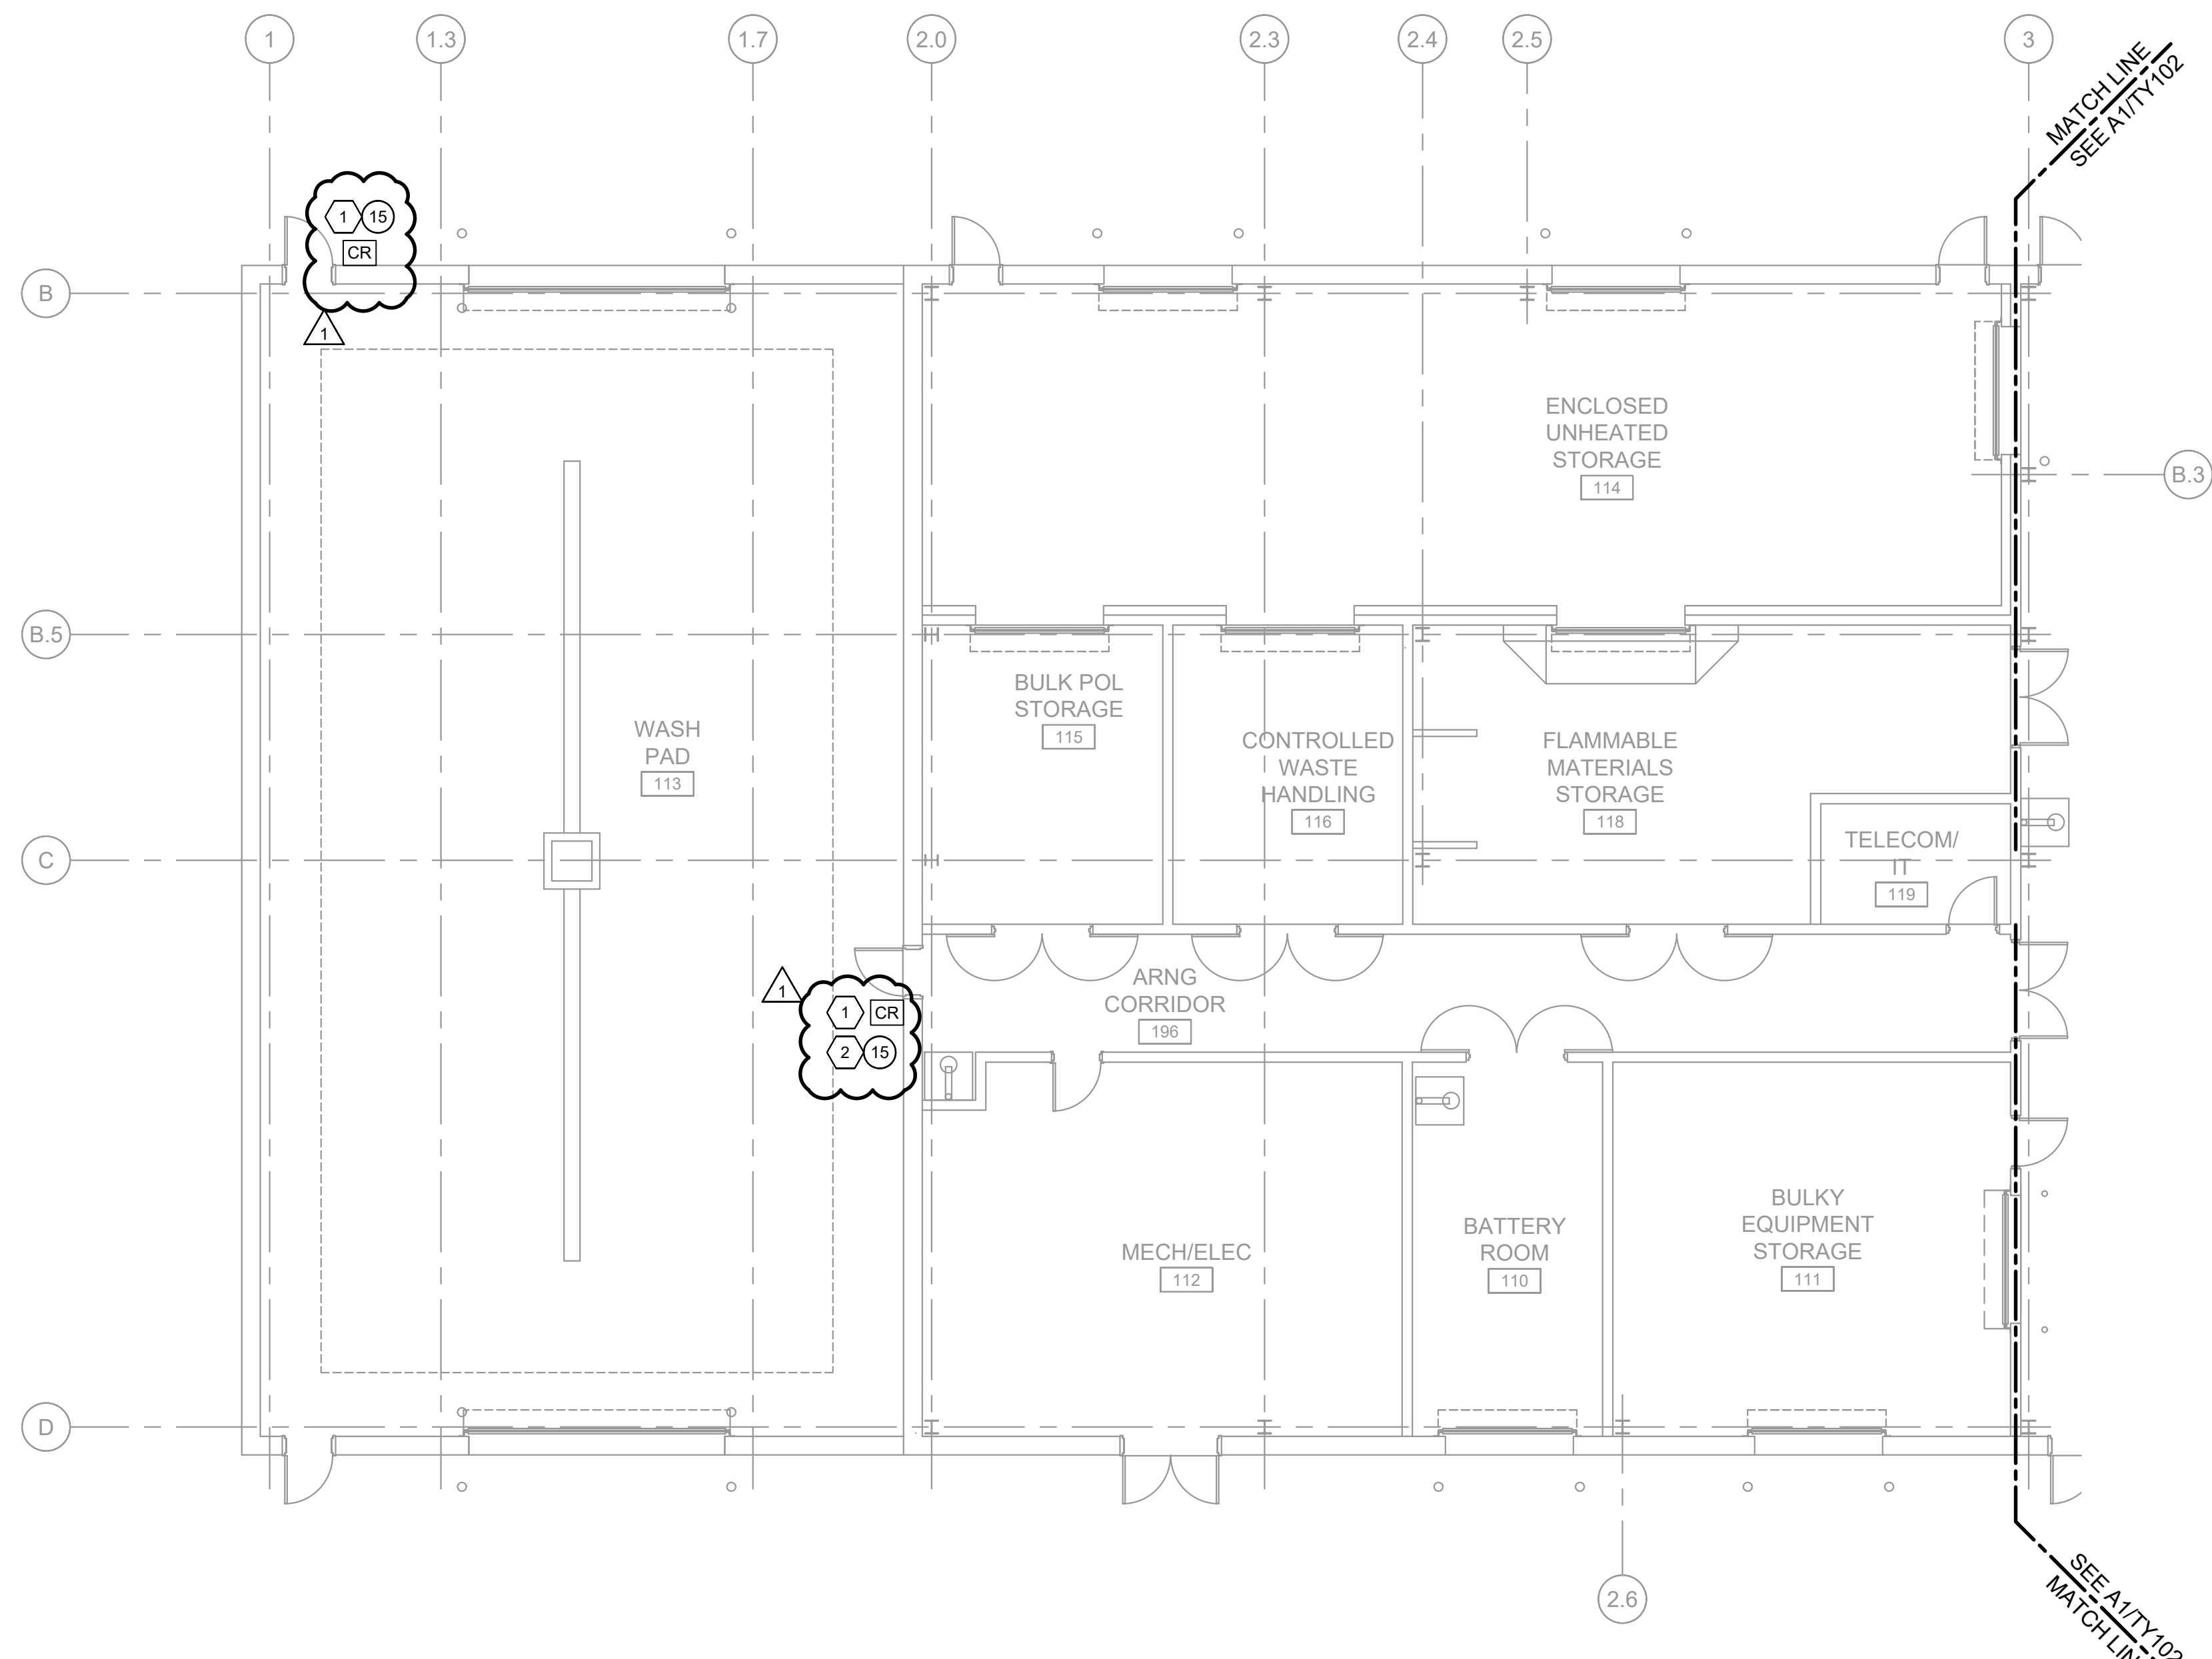 1
1.3
1.7
2.0
2.3
2.4
2.5
3
MATCH LINE
SEE A1/TY102
1
15
CR
1
B
ENCLOSED
UNHEATED
STORAGE
114
B.3
B.5
BULK POL
STORAGE
115
WASH
PAD
113
CONTROLLED
WASTE
HANDLING
116
FLAMMABLE
MATERIALS
STORAGE
118
TELECOM/
IT
119
C
ARNG
CORRIDOR
196
1
1
CR
2
15
MECH/ELEC
112
BATTERY
ROOM
110
BULKY
EQUIPMENT
STORAGE
111
D
2.6
SEE A1/TY102
MATCH LIN